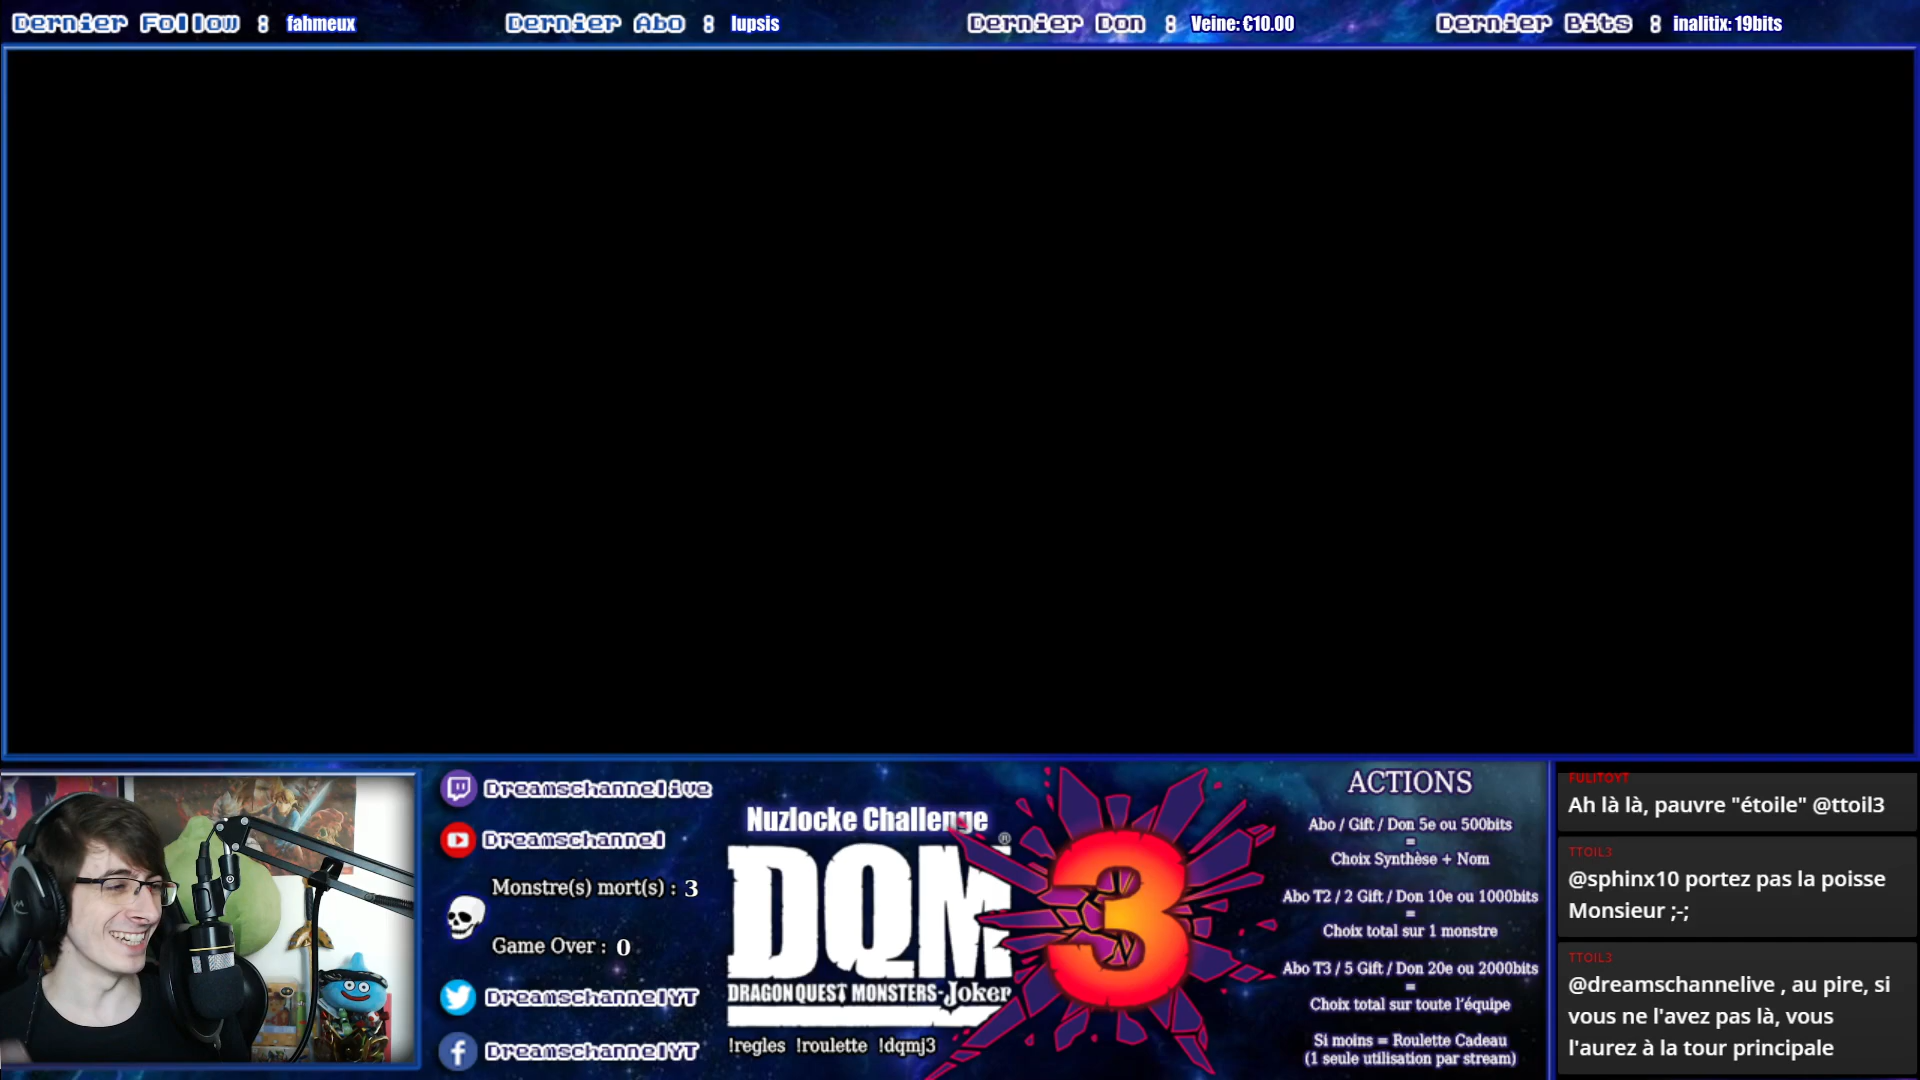 Dernier Follow : fahmeux
Dernier Abo : lupsis
Dernier Don : Veine: €10.00
Dernier Bits : inalitix: 19bits
Dreamschannelive
Dreamschannel
Monstre(s) mort(s) : 3
Game Over : 0
DreamschannelYT
DreamschannelYT
Nuzlocke Challenge
DQM 3
®
DRAGON QUEST MONSTERS-Joker
!regles !roulette !dqmj3
ACTIONS
Abo / Gift / Don 5e ou 500bits
=
Choix Synthèse + Nom
Abo T2 / 2 Gift / Don 10e ou 1000bits
=
Choix total sur 1 monstre
Abo T3 / 5 Gift / Don 20e ou 2000bits
=
Choix total sur toute l'équipe
Si moins = Roulette Cadeau
(1 seule utilisation par stream)
FULITOYT
Ah là là, pauvre "étoile" @ttoil3
TTOIL3
@sphinx10 portez pas la poisse
Monsieur ;-;
TTOIL3
@dreamschannelive , au pire, si
vous ne l'avez pas là, vous
l'aurez à la tour principale